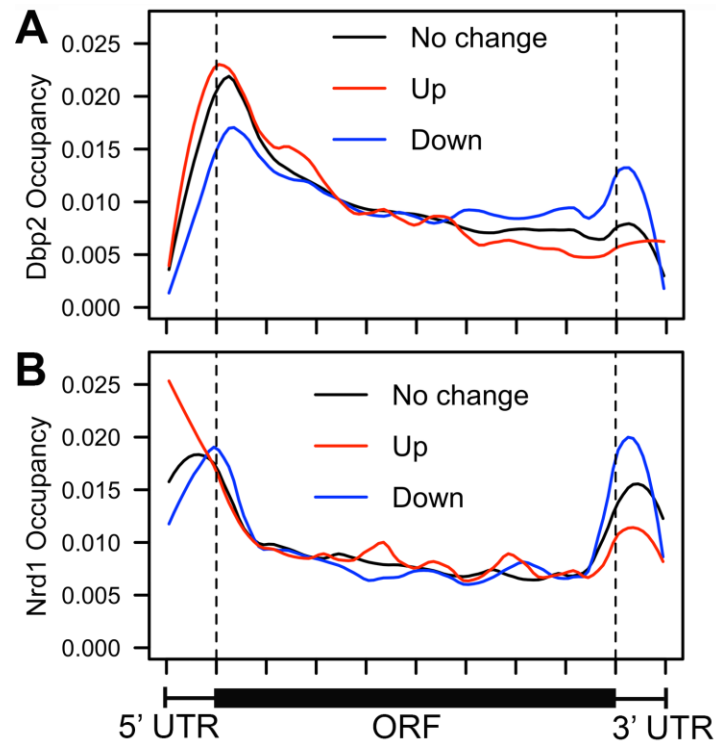 A
Dbp2 Occupancy
0.025
0.020
0.015
0.010
0.005
0.000
No change
Up
Down
B
Nrd1 Occupancy
0.025
0.020
0.015
0.010
0.005
0.000
No change
Up
Down
5’ UTR ORF 3’ UTR